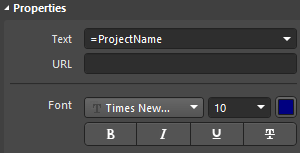 Properties
Text =ProjectName
URL
Font T Times New... 10
B I U T